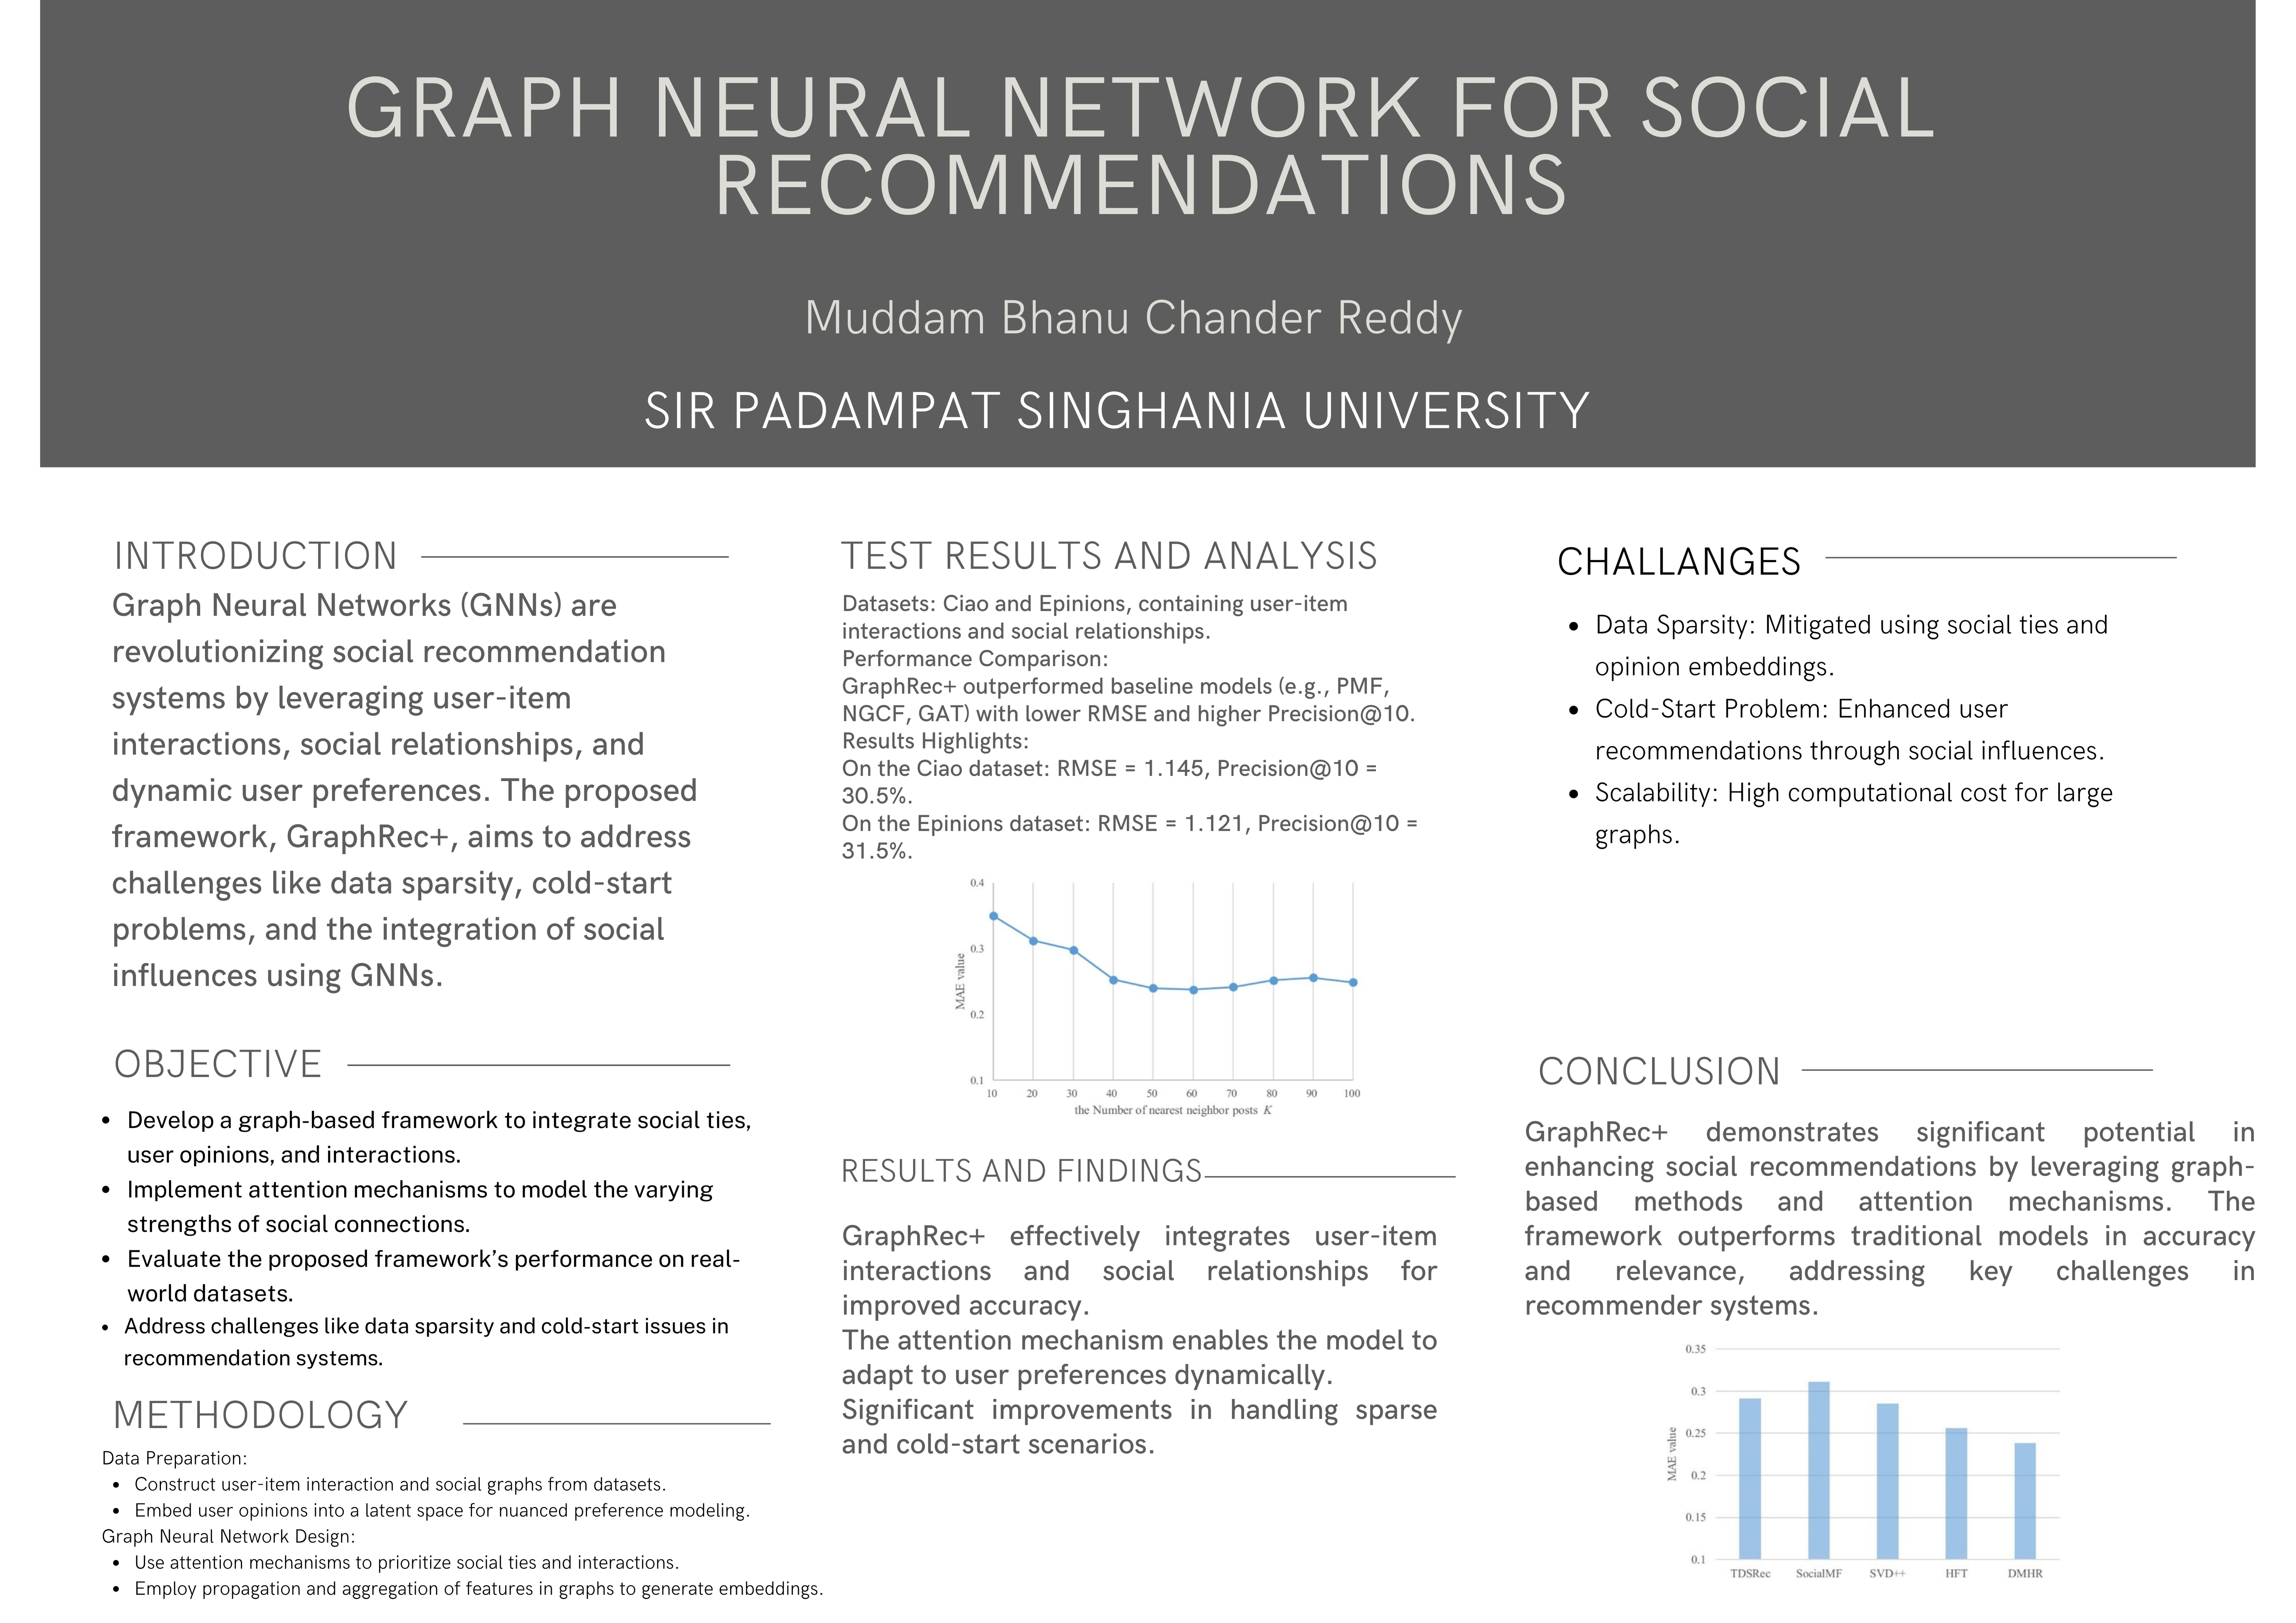 GRAPH NEURAL NETWORK FOR SOCIAL
RECOMMENDATIONS
Muddam Bhanu Chander Reddy
SIR PADAMPAT SINGHANIA UNIVERSITY
INTRODUCTION
Graph Neural Networks (GNNs) are
revolutionizing social recommendation
systems by leveraging user-item
interactions, social relationships, and
dynamic user preferences. The proposed
framework, GraphRec+, aims to address
challenges like data sparsity, cold-start
problems, and the integration of social
influences using GNNs.
OBJECTIVE
• Develop a graph-based framework to integrate social ties,
user opinions, and interactions.
• Implement attention mechanisms to model the varying
strengths of social connections.
• Evaluate the proposed framework’s performance on real-
world datasets.
• Address challenges like data sparsity and cold-start issues in
recommendation systems.
METHODOLOGY
Data Preparation:
• Construct user-item interaction and social graphs from datasets.
• Embed user opinions into a latent space for nuanced preference modeling.
Graph Neural Network Design:
• Use attention mechanisms to prioritize social ties and interactions.
• Employ propagation and aggregation of features in graphs to generate embeddings.
TEST RESULTS AND ANALYSIS
Datasets: Ciao and Epinions, containing user-item
interactions and social relationships.
Performance Comparison:
GraphRec+ outperformed baseline models (e.g., PMF,
NGCF, GAT) with lower RMSE and higher Precision@10.
Results Highlights:
On the Ciao dataset: RMSE = 1.145, Precision@10 =
30.5%.
On the Epinions dataset: RMSE = 1.121, Precision@10 =
31.5%.
0.4
0.3
0.2
0.1
MAE value
10 20 30 40 50 60 70 80 90 100
the Number of nearest neighbor posts K
RESULTS AND FINDINGS
GraphRec+ effectively integrates user-item
interactions and social relationships for
improved accuracy.
The attention mechanism enables the model to
adapt to user preferences dynamically.
Significant improvements in handling sparse
and cold-start scenarios.
CHALLANGES
• Data Sparsity: Mitigated using social ties and
opinion embeddings.
• Cold-Start Problem: Enhanced user
recommendations through social influences.
• Scalability: High computational cost for large
graphs.
CONCLUSION
GraphRec+ demonstrates significant potential in
enhancing social recommendations by leveraging graph-
based methods and attention mechanisms. The
framework outperforms traditional models in accuracy
and relevance, addressing key challenges in
recommender systems.
0.35
0.3
0.25
0.2
0.15
0.1
MAE value
TDSRec SocialMF SVD++ HFT DMHR